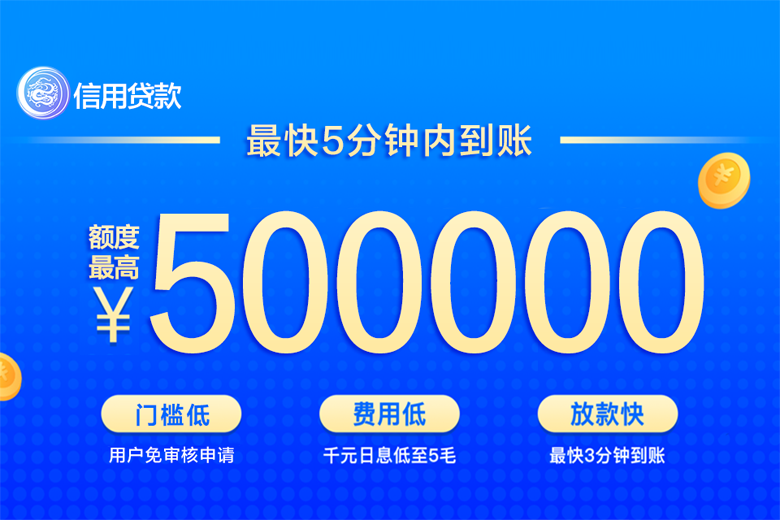 信用贷款
最快5分钟内到账
额度
最高
¥500000
门槛低
费用低
放款快
用户免审核申请
千元日息低至5毛
最快3分钟到账